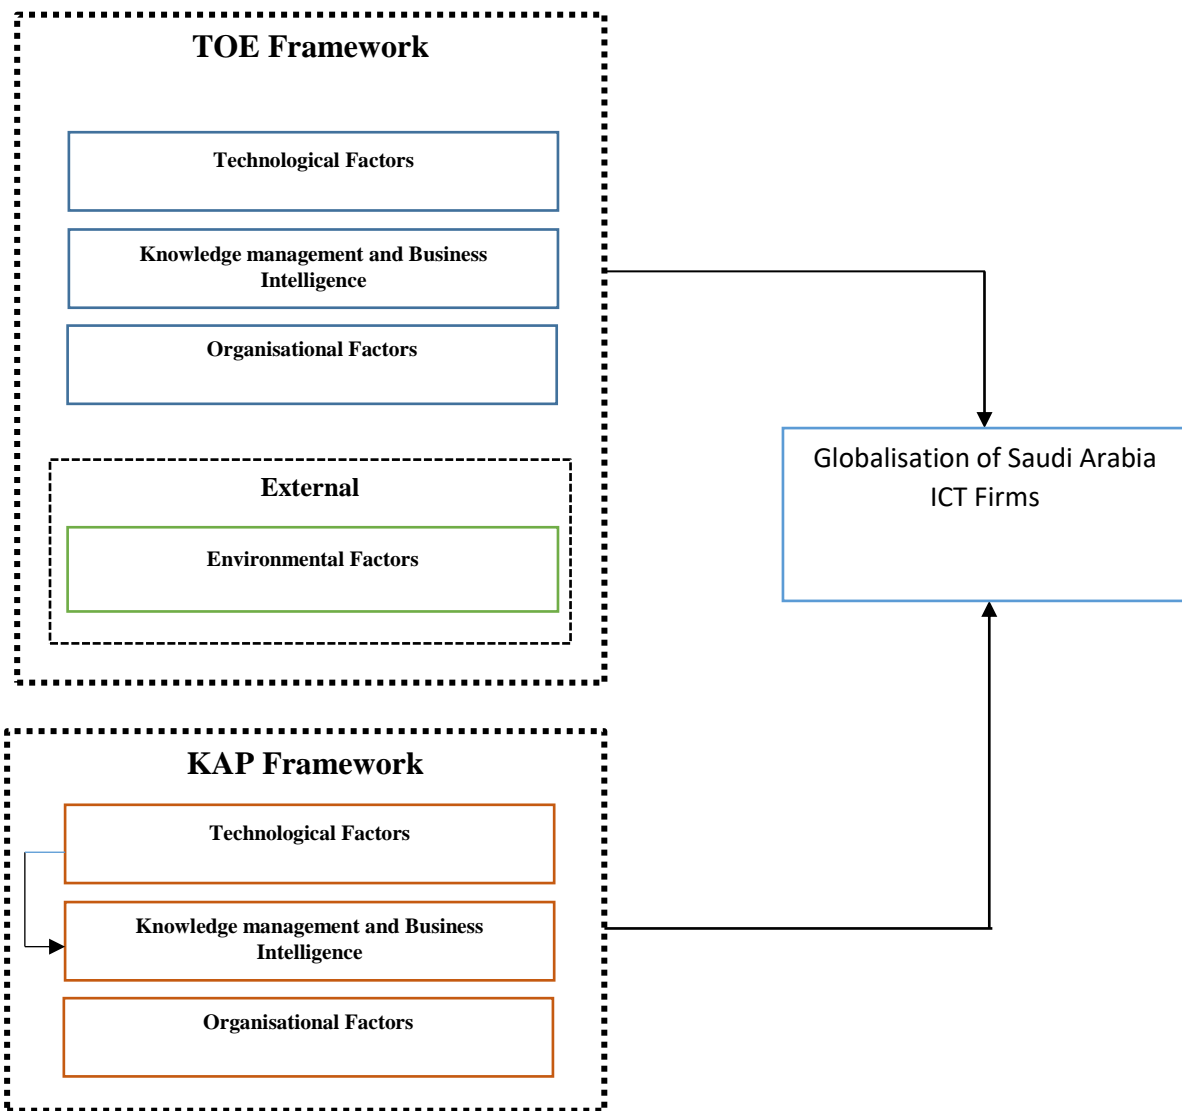 TOE Framework
Technological Factors
Knowledge management and Business
Intelligence
Organisational Factors
External
Environmental Factors
Globalisation of Saudi Arabia
ICT Firms
KAP Framework
Technological Factors
Knowledge management and Business
Intelligence
Organisational Factors